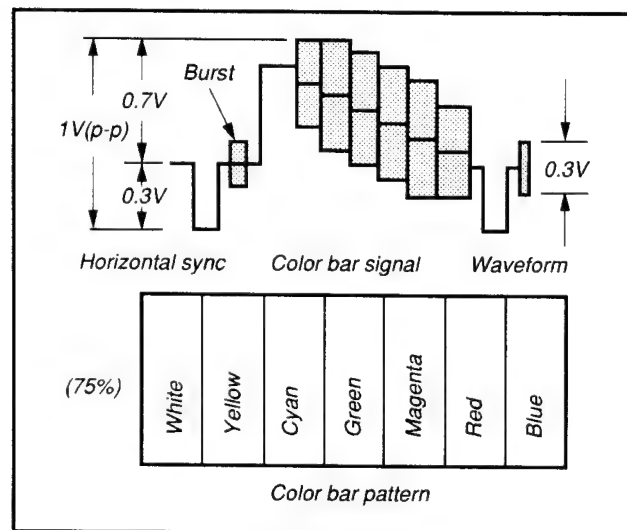 Burst
0.7V
1V(p-p)
0.3V
0.3V
Horizontal sync
Color bar signal
Waveform
(75%)
White
Yellow
Cyan
Green
Magenta
Red
Blue
Color bar pattern